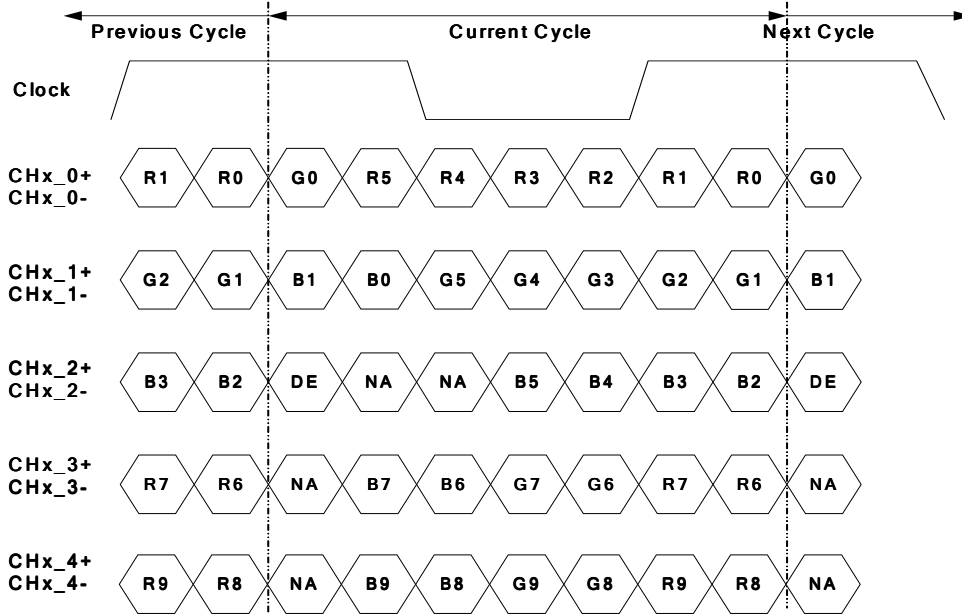 Previous Cycle Current Cycle Next Cycle
Clock
CHx_0+
CHx_0-
R1 R0 G0 R5 R4 R3 R2 R1 R0 G0
CHx_1+
CHx_1-
G2 G1 B1 B0 G5 G4 G3 G2 G1 B1
CHx_2+
CHx_2-
B3 B2 DE NA NA B5 B4 B3 B2 DE
CHx_3+
CHx_3-
R7 R6 NA B7 B6 G7 G6 R7 R6 NA
CHx_4+
CHx_4-
R9 R8 NA B9 B8 G9 G8 R9 R8 NA